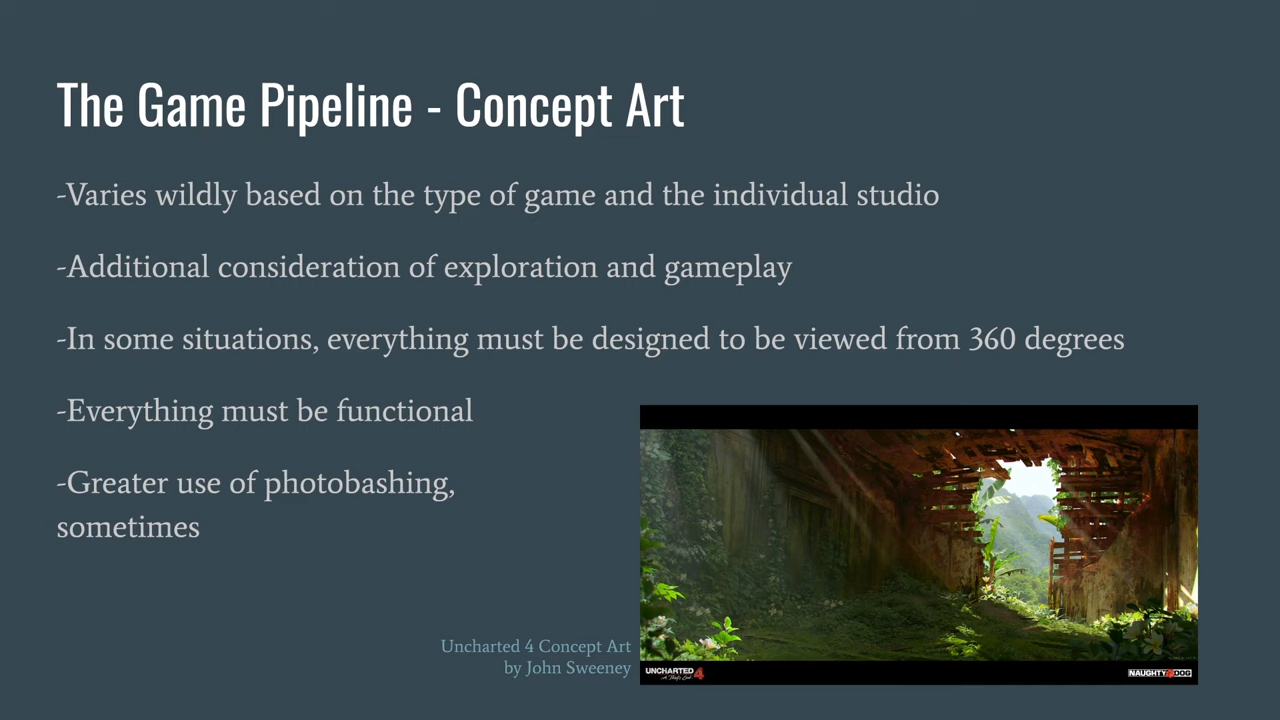 The Game Pipeline - Concept Art
-Varies wildly based on the type of game and the individual studio
-Additional consideration of exploration and gameplay
-In some situations, everything must be designed to be viewed from 360 degrees
-Everything must be functional
-Greater use of photobashing,
sometimes
Uncharted 4 Concept Art
by John Sweeney
UNCHARTED 4
A Thief's End
NAUGHTY DOG